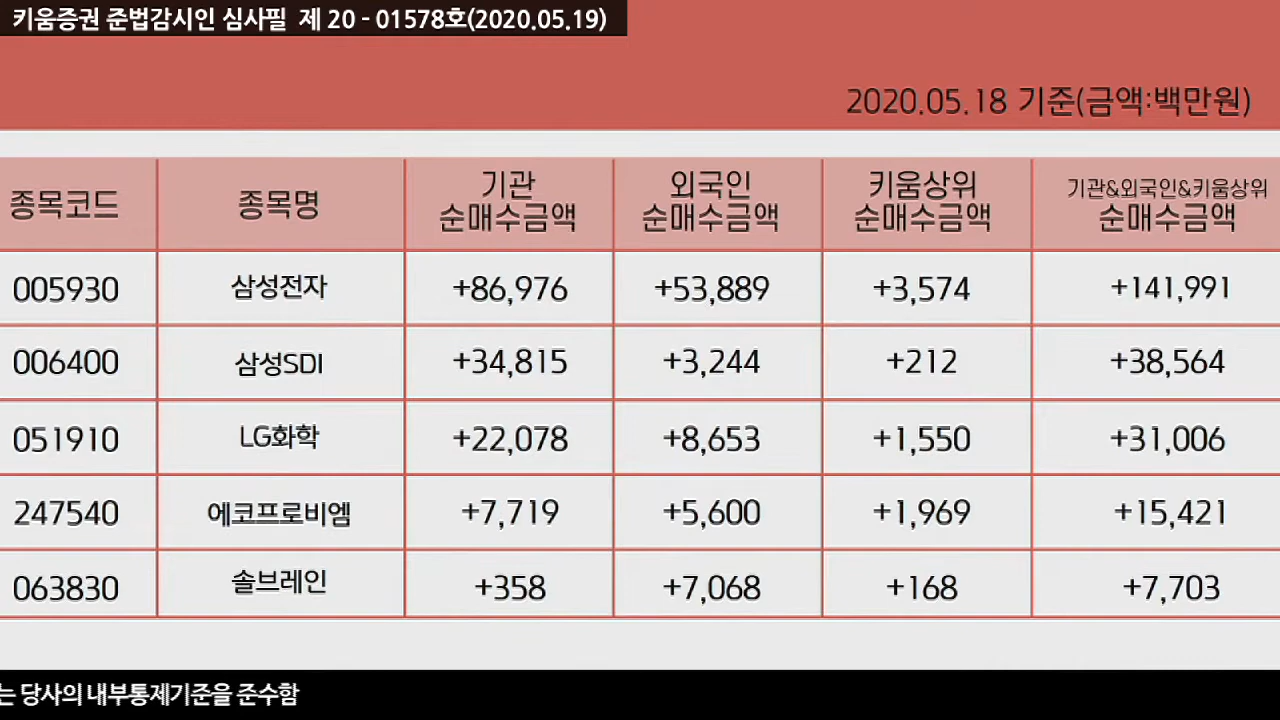 키움증권 준법감시인 심사필 제 20 - 01578호(2020.05.19)
2020.05.18 기준(금액:백만원)
종목코드 종목명 기관 순매수금액 외국인 순매수금액 키움상위 순매수금액 기관&외국인&키움상위 순매수금액
005930 삼성전자 +86,976 +53,889 +3,574 +141,991
006400 삼성SDI +34,815 +3,244 +212 +38,564
051910 LG화학 +22,078 +8,653 +1,550 +31,006
247540 에코프로비엠 +7,719 +5,600 +1,969 +15,421
063830 솔브레인 +358 +7,068 +168 +7,703
는 당사의 내부통제기준을 준수함